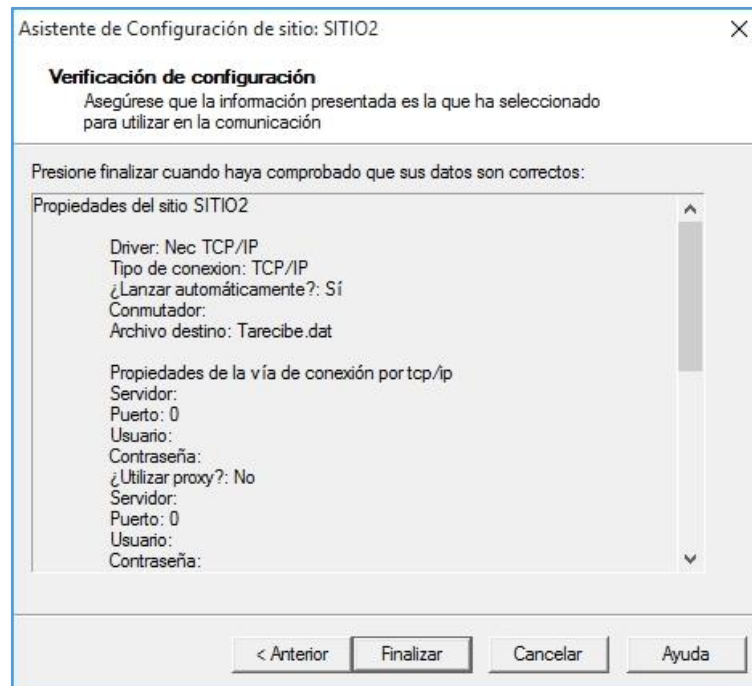 Asistente de Configuración de sitio: SITIO2
Verificación de configuración
Asegúrese que la información presentada es la que ha seleccionado
para utilizar en la comunicación
Presione finalizar cuando haya comprobado que sus datos son correctos:
Propiedades del sitio SITIO2
Driver: Nec TCP/IP
Tipo de conexion: TCP/IP
¿Lanzar automáticamente?: Sí
Conmutador:
Archivo destino: Tarecibe.dat
Propiedades de la vía de conexión por tcp/ip
Servidor:
Puerto: 0
Usuario:
Contraseña:
¿Utilizar proxy?: No
Servidor:
Puerto: 0
Usuario:
Contraseña:
< Anterior
Finalizar
Cancelar
Ayuda